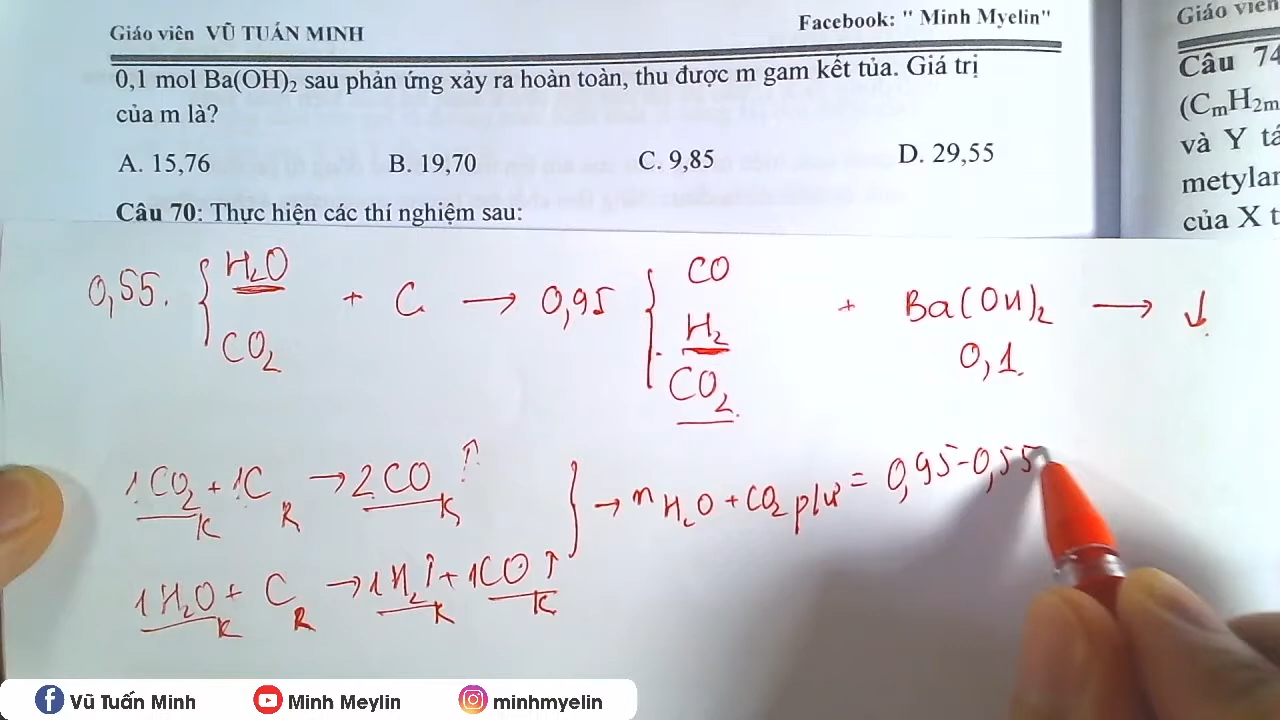 Giáo viên VŨ TUẤN MINH
Facebook: " Minh Myelin"
0,1 mol Ba(OH)₂ sau phản ứng xảy ra hoàn toàn, thu được m gam kết tủa. Giá trị
của m là?
A. 15,76 B. 19,70 C. 9,85 D. 29,55
Câu 70: Thực hiện các thí nghiệm sau:
Giáo viên
Câu 74
(CₘH₂ₘ
và Y tá
metylar
của X t
0,55. { H₂O CO₂ + C → 0,95 { CO H₂ CO₂ + Ba(OH)₂ → ↓
0,1
1CO₂ + 1C → 2CO ↑
K R K
} → n H₂O + CO₂ p/ư = 0,95-0,55
1H₂O + C → 1H₂↑ + 1CO ↑
K R K K
Vũ Tuấn Minh
Minh Meylin
minhmyelin